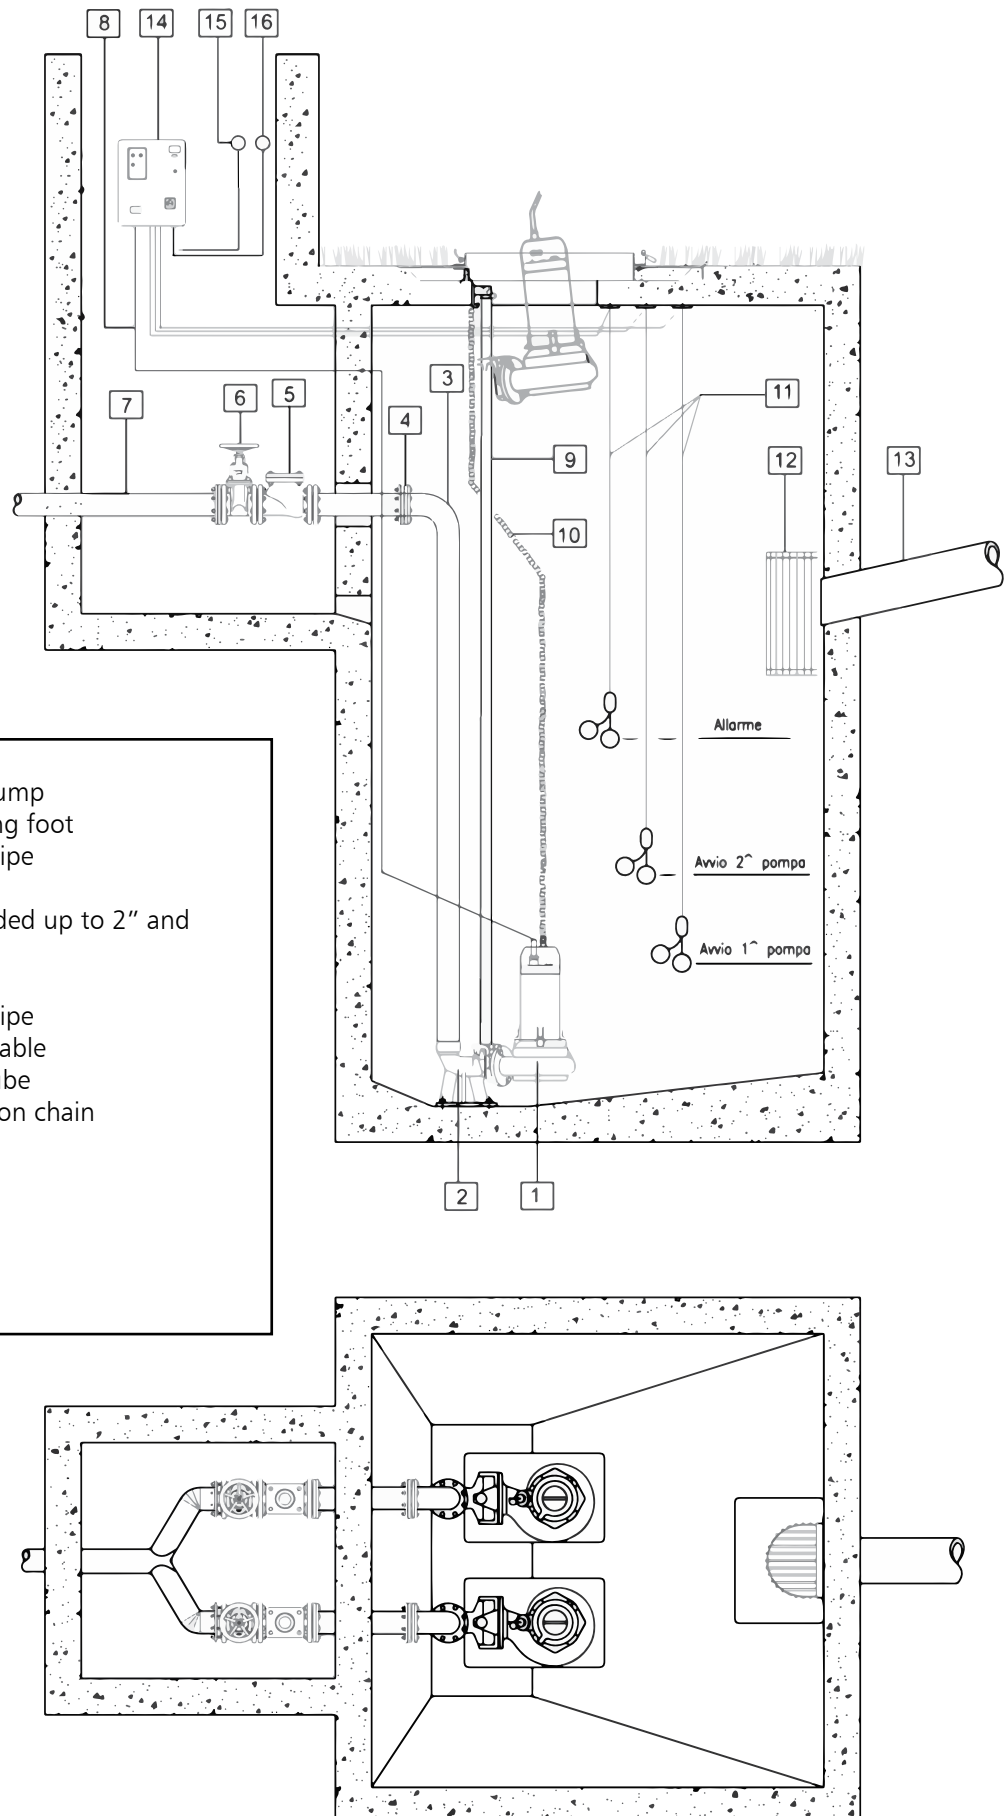 8 14 15 16
3
11
7 6 5
4
9
12 13
10
Allarme
ump
ng foot
ipe
Avvio 2^ pompa
ded up to 2" and
Avvio 1^ pompa
ipe
able
ube
on chain
2 1